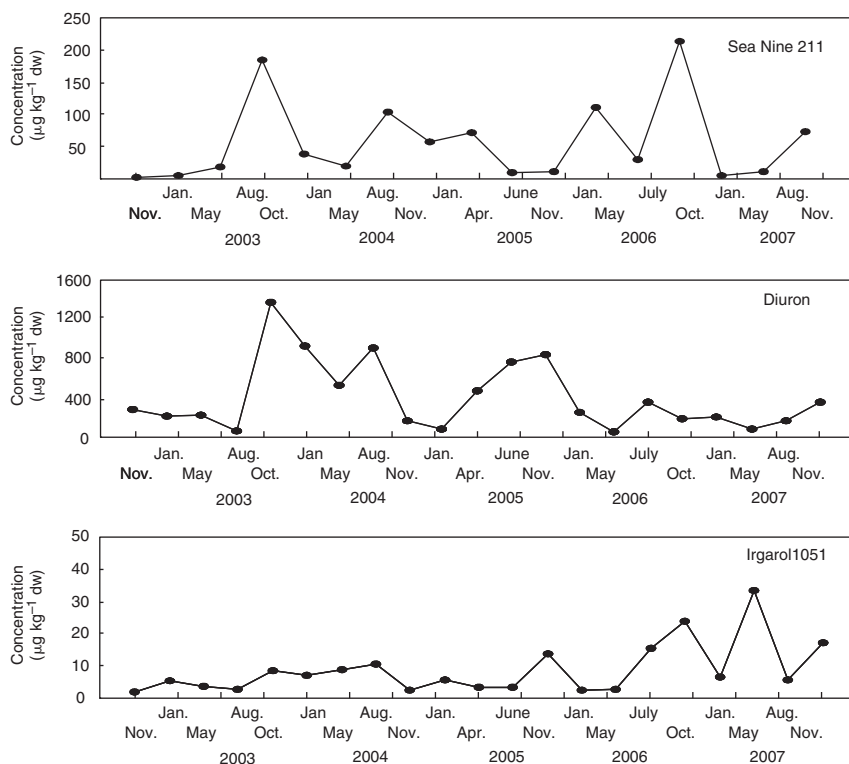 Concentration
(μg kg⁻¹ dw)
250
200
150
100
50
Sea Nine 211
Jan. Aug. Jan Aug. Jan. June Jan. July Jan. Aug.
Nov. May Oct. May Nov. Apr. Nov. May Oct. May Nov.
2003 2004 2005 2006 2007
Concentration
(μg kg⁻¹ dw)
1600
1200
800
400
0
Diuron
Jan. Aug. Jan Aug. Jan. June Jan. July Jan. Aug.
Nov. May Oct. May Nov. Apr. Nov. May Oct. May Nov.
2003 2004 2005 2006 2007
Concentration
(μg kg⁻¹ dw)
50
40
30
20
10
0
Irgarol1051
Jan. Aug. Jan Aug. Jan. June Jan. July Jan. Aug.
Nov. May Oct. May Nov. Apr. Nov. May Oct. May Nov.
2003 2004 2005 2006 2007